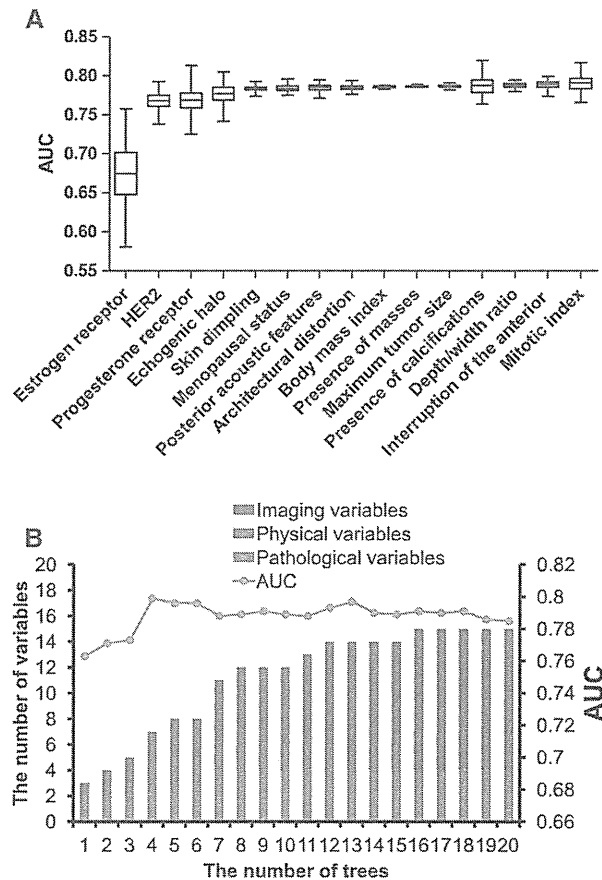 A
0.85
0.80
0.75
0.70
0.65
0.60
0.55
AUC
Estrogen receptor
HER2
Progesterone receptor
Echogenic halo
Skin dimpling
Menopausal status
Posterior acoustic features
Architectural distortion
Body mass index
Presence of masses
Maximum tumor size
Presence of calcifications
Depth/width ratio
Interruption of the anterior
Mitotic index
B
Imaging variables
Physical variables
Pathological variables
AUC
20
18
16
14
12
10
8
6
4
2
0
The number of variables
0.82
0.8
0.78
0.76
0.74
0.72
0.7
0.68
0.66
AUC
1 2 3 4 5 6 7 8 9 10 11 12 13 14 15 16 17 18 19 20
The number of trees